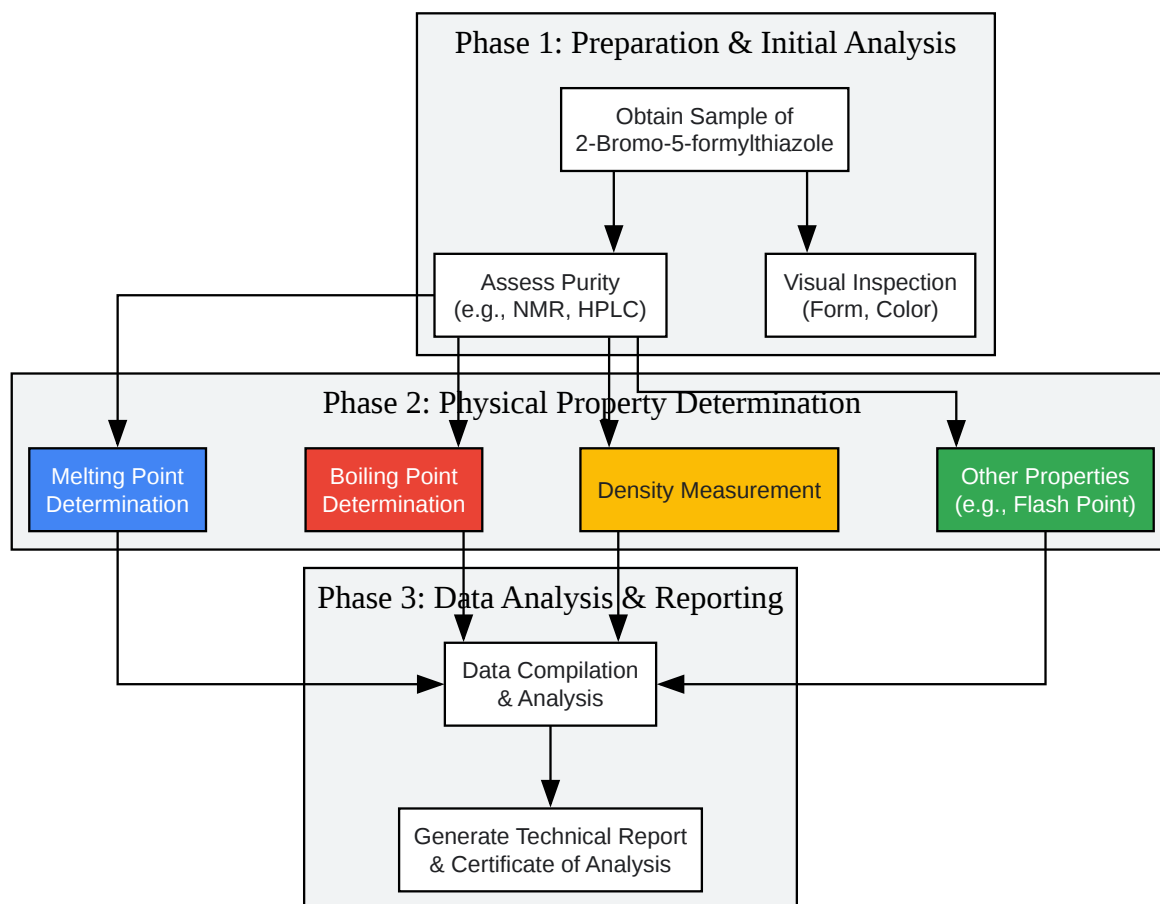 Phase 1: Preparation & Initial Analysis
Obtain Sample of
2-Bromo-5-formylthiazole
Assess Purity
(e.g., NMR, HPLC)
Visual Inspection
(Form, Color)
Phase 2: Physical Property Determination
Melting Point
Determination
Boiling Point
Determination
Density Measurement
Other Properties
(e.g., Flash Point)
Phase 3: Data Analysis & Reporting
Data Compilation
& Analysis
Generate Technical Report
& Certificate of Analysis